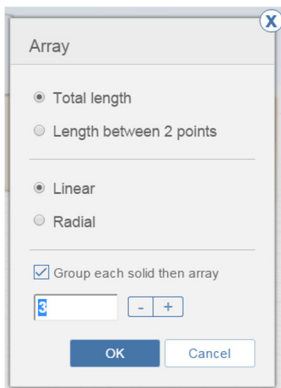 X
Array
Total length
Length between 2 points
Linear
Radial
Group each solid then array
3
- +
OK Cancel